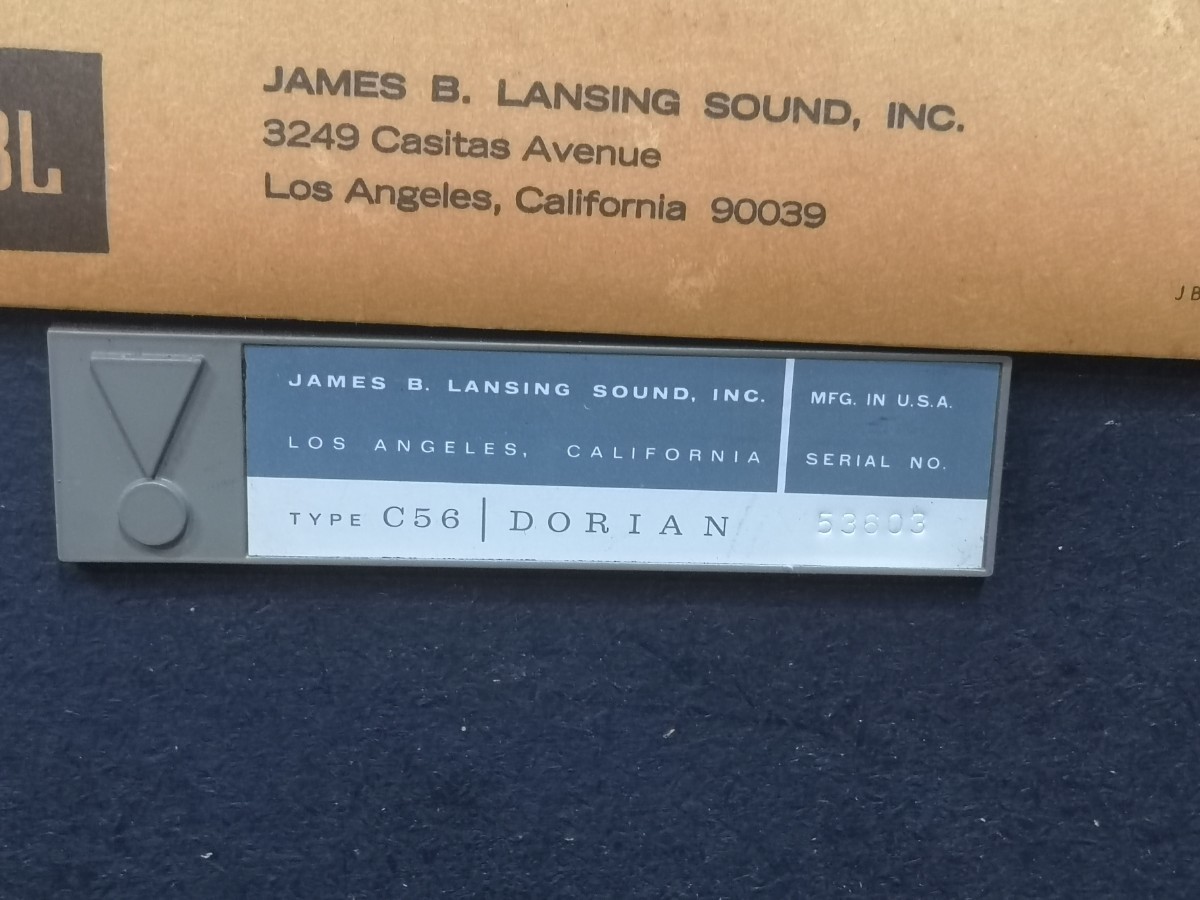 JBL
JAMES B. LANSING SOUND, INC.
3249 Casitas Avenue
Los Angeles, California 90039
JAMES B. LANSING SOUND, INC.
LOS ANGELES, CALIFORNIA
MFG. IN U.S.A.
SERIAL NO.
TYPE C56 | DORIAN
53603